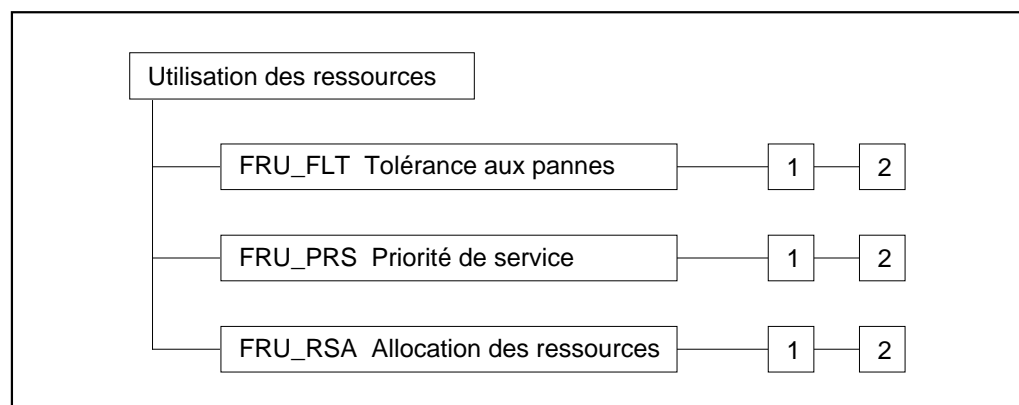 Utilisation des ressources
FRU_FLT Tolérance aux pannes 1 2
FRU_PRS Priorité de service 1 2
FRU_RSA Allocation des ressources 1 2